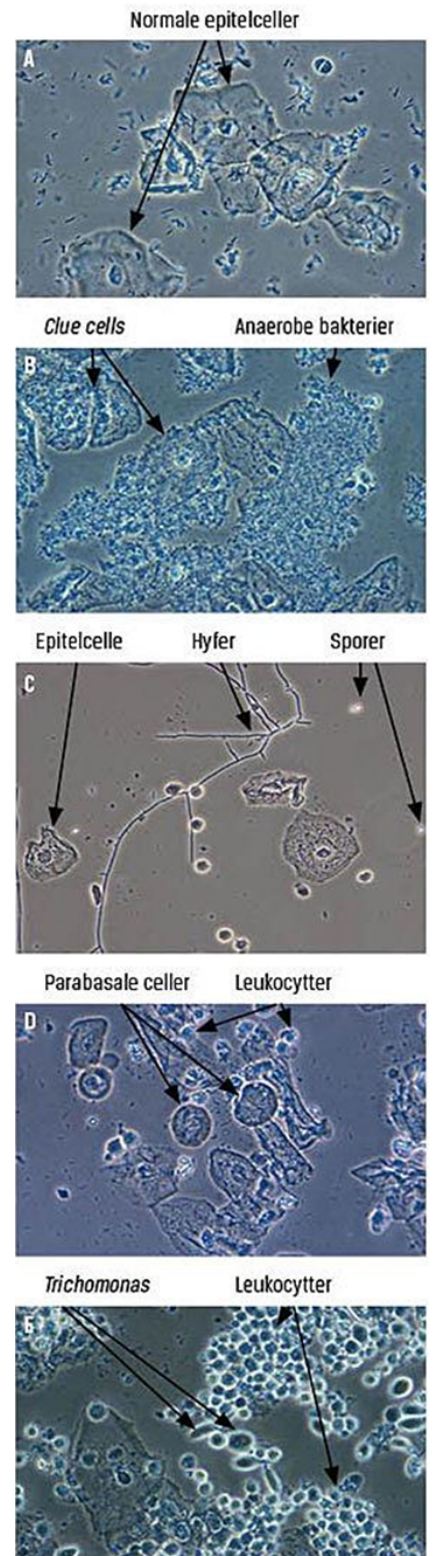 Normale epitelceller
A
Clue cells Anaerobe bakterier
B
Epitelcelle Hyfer Sporer
C
Parabasale celler Leukocytter
D
Trichomonas Leukocytter
Б